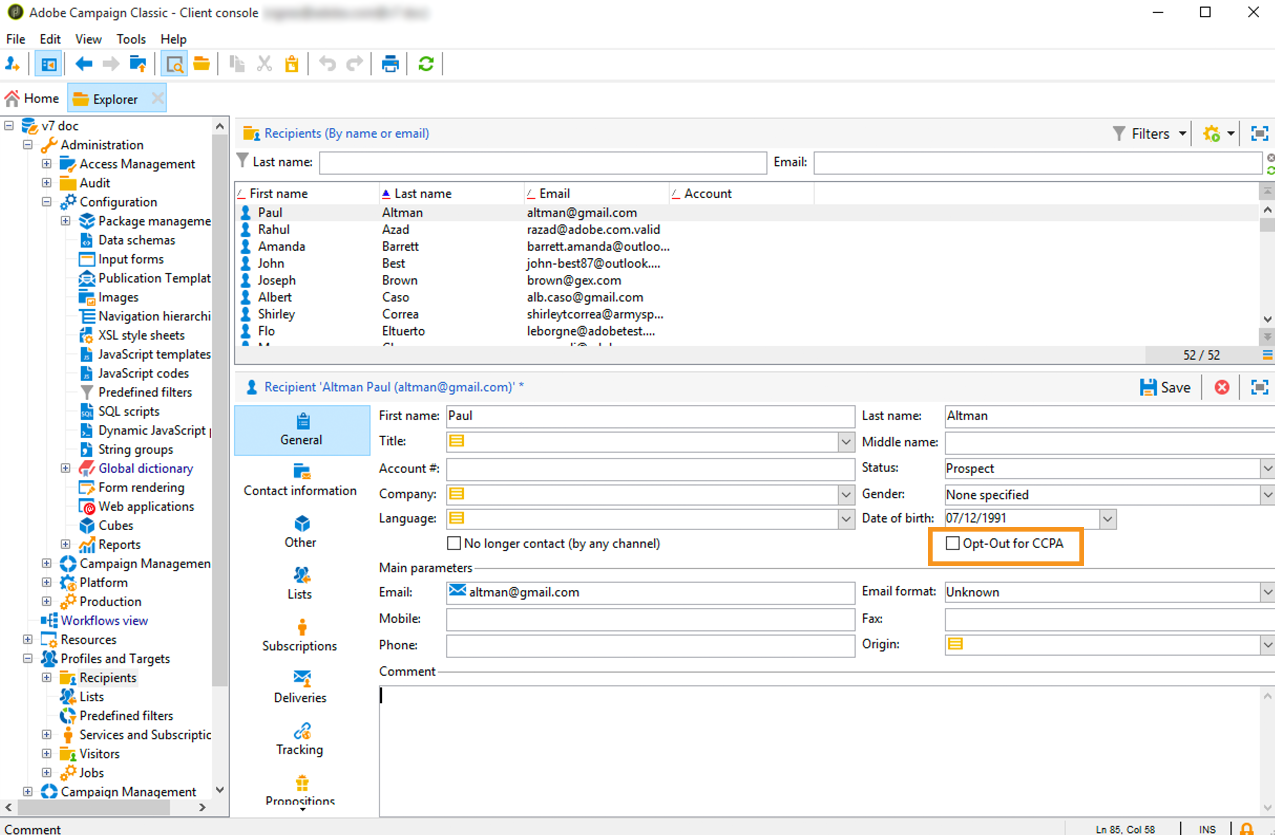 Adobe Campaign Classic - Client console
File Edit View Tools Help
Home Explorer
v7 doc
Administration
Access Management
Audit
Configuration
Package manageme
Data schemas
Input forms
Publication Templat
Images
Navigation hierarchi
XSL style sheets
JavaScript templates
JavaScript codes
Predefined filters
SQL scripts
Dynamic JavaScript p
String groups
Global dictionary
Form rendering
Web applications
Cubes
Reports
Campaign Managemen
Platform
Production
Workflows view
Resources
Profiles and Targets
Recipients
Lists
Predefined filters
Services and Subscriptic
Visitors
Jobs
Campaign Management
Recipients (By name or email) Filters
Last name: Email:
First name Last name Email Account
Paul Altman altman@gmail.com
Rahul Azad razad@adobe.com.valid
Amanda Barrett barrett.amanda@outloo...
John Best john-best87@outlook....
Joseph Brown brown@gex.com
Albert Caso alb.caso@gmail.com
Shirley Correa shirleytcorrea@armysp...
Flo Eltuerto leborgne@adobetest....
52 / 52
Recipient 'Altman Paul (altman@gmail.com)' * Save
General
Contact information
Other
Lists
Subscriptions
Deliveries
Tracking
Propositions
First name: Paul Last name: Altman
Title: Middle name:
Account #: Status: Prospect
Company: Gender: None specified
Language: Date of birth: 07/12/1991
No longer contact (by any channel) Opt-Out for CCPA
Main parameters
Email: altman@gmail.com Email format: Unknown
Mobile: Fax:
Phone: Origin:
Comment
Comment Ln 85, Col 58 INS